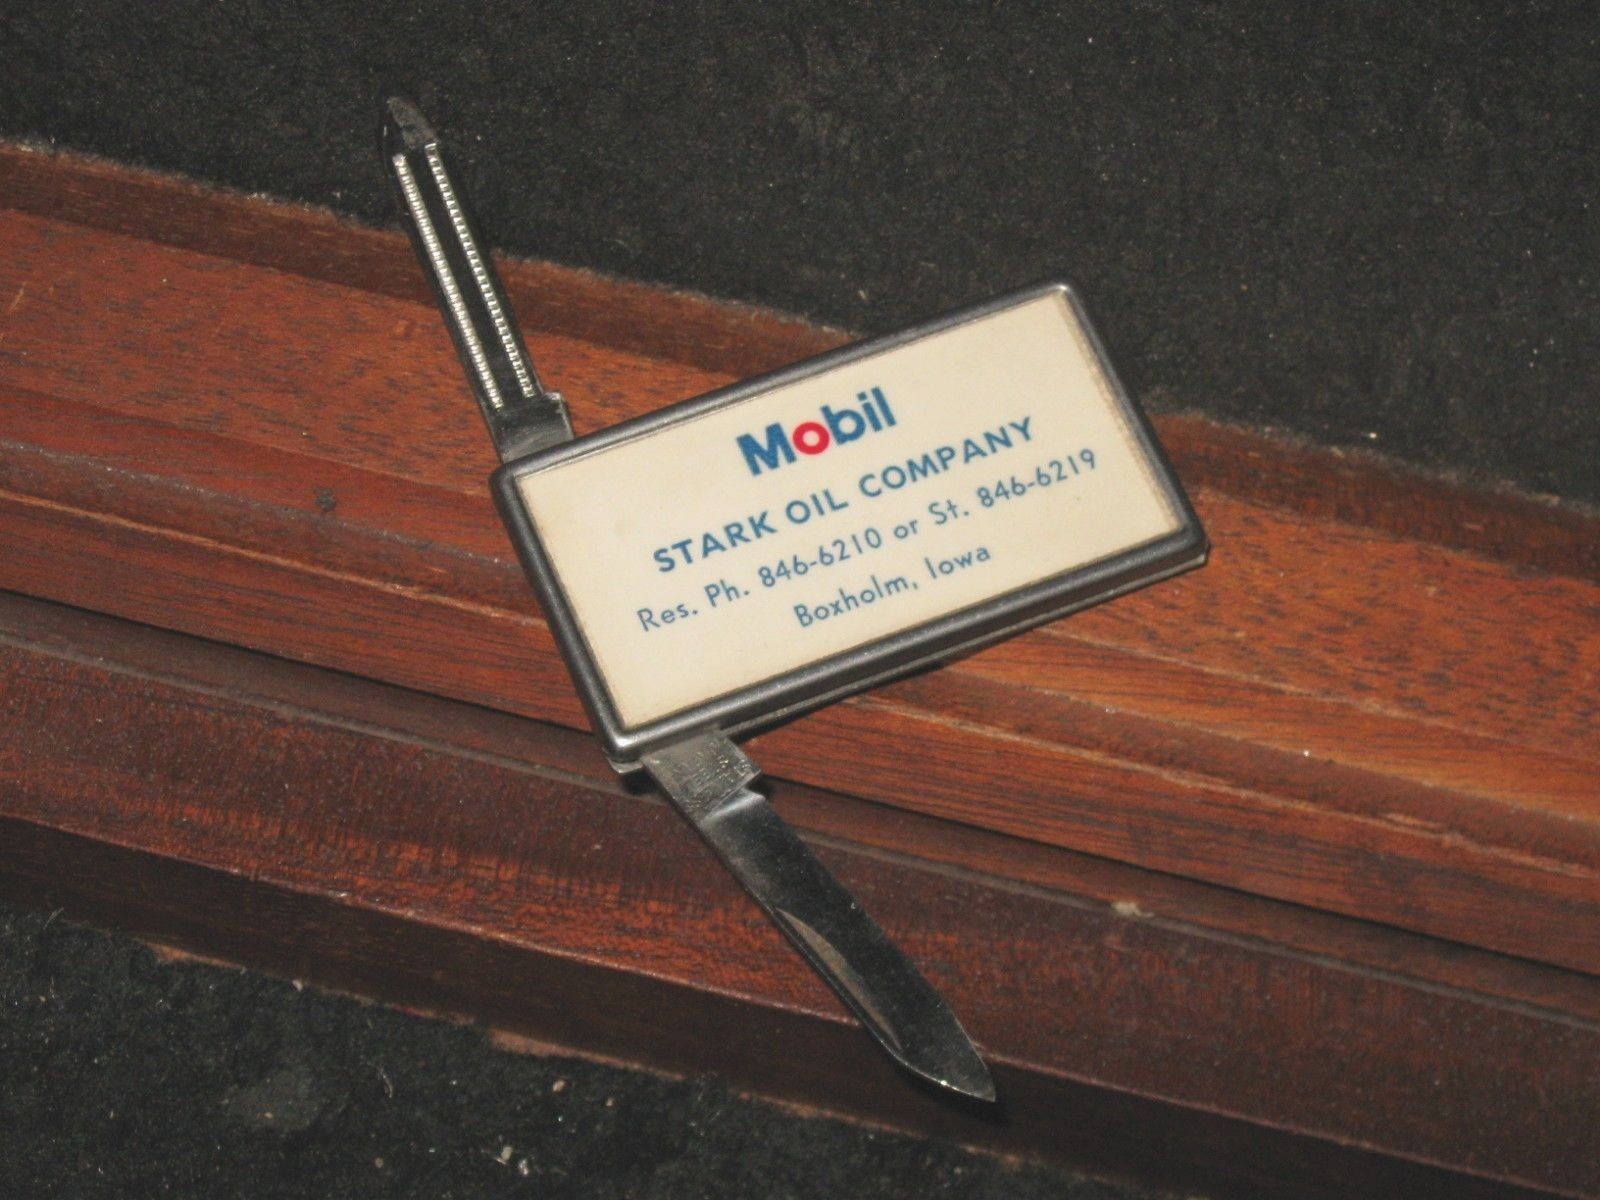 Mobil
STARK OIL COMPANY
Res. Ph. 846-6210 or St. 846-6219
Boxholm, Iowa